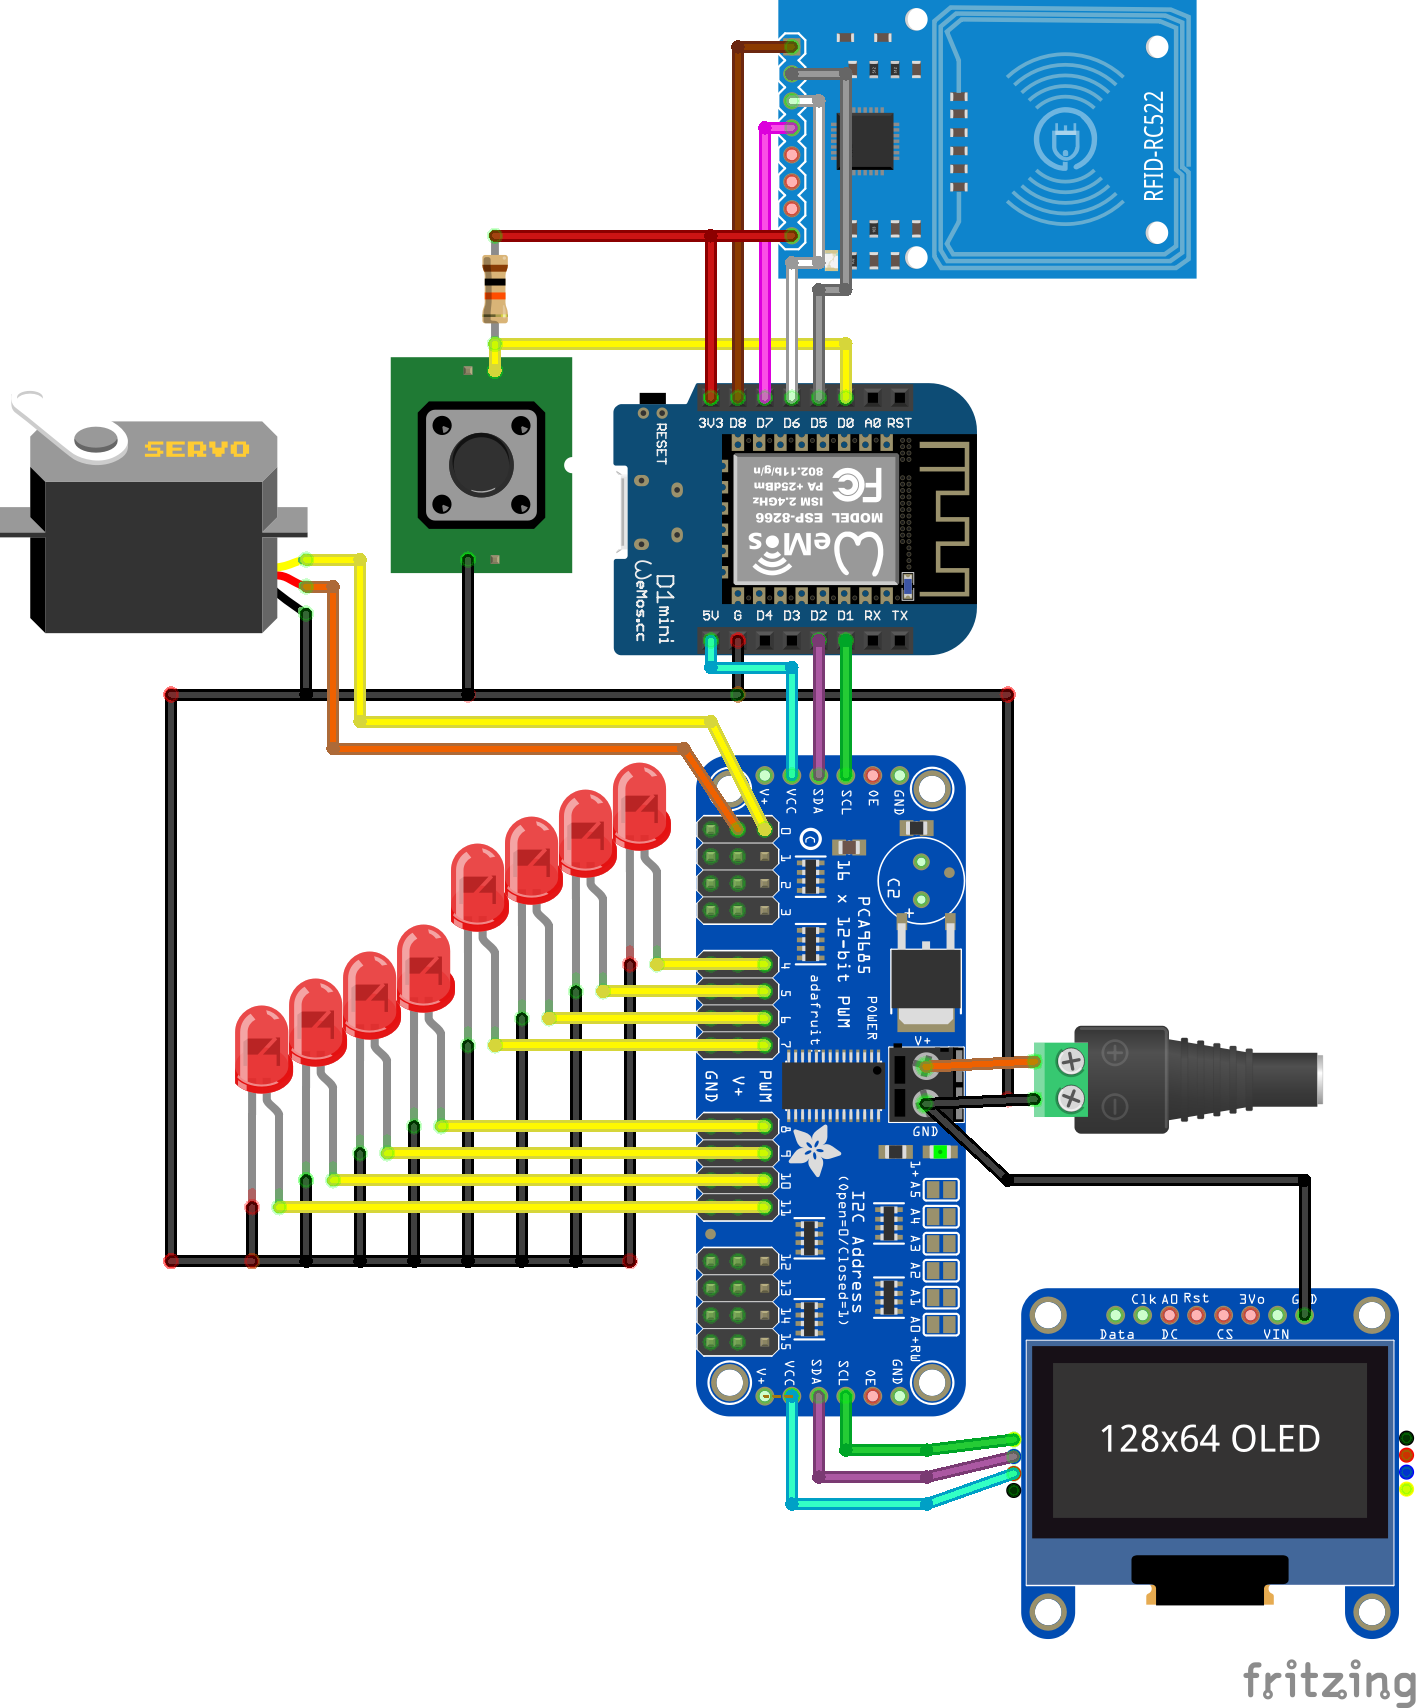 RFID-RC522
SERVO
3V3 D8 D7 D6 D5 D0 A0 RST
RESET
802.11b/g/n
PA +25dBm
ISM 2.4GHz
MODEL ESP-8266
FC
WeMos
D1mini
WeMos.cc
5V G D4 D3 D2 D1 RX TX
V+ VCC SDA SCL OE GND
0
1
2
3
C2
+
16 x 12-bit PWM
PCA9685
adafruit!
POWER
4
5
6
7
V+
GND V+ PWM
GND
8
9
10
11
1+
A5
A4
A3
A2
A1
A0
+RW
I2C Address
(Open=0/Closed=1)
12
13
14
15
V+ VCC SDA SCL OE GND
Clk A0 Rst 3Vo
Data DC CS VIN
128x64 OLED
fritzing